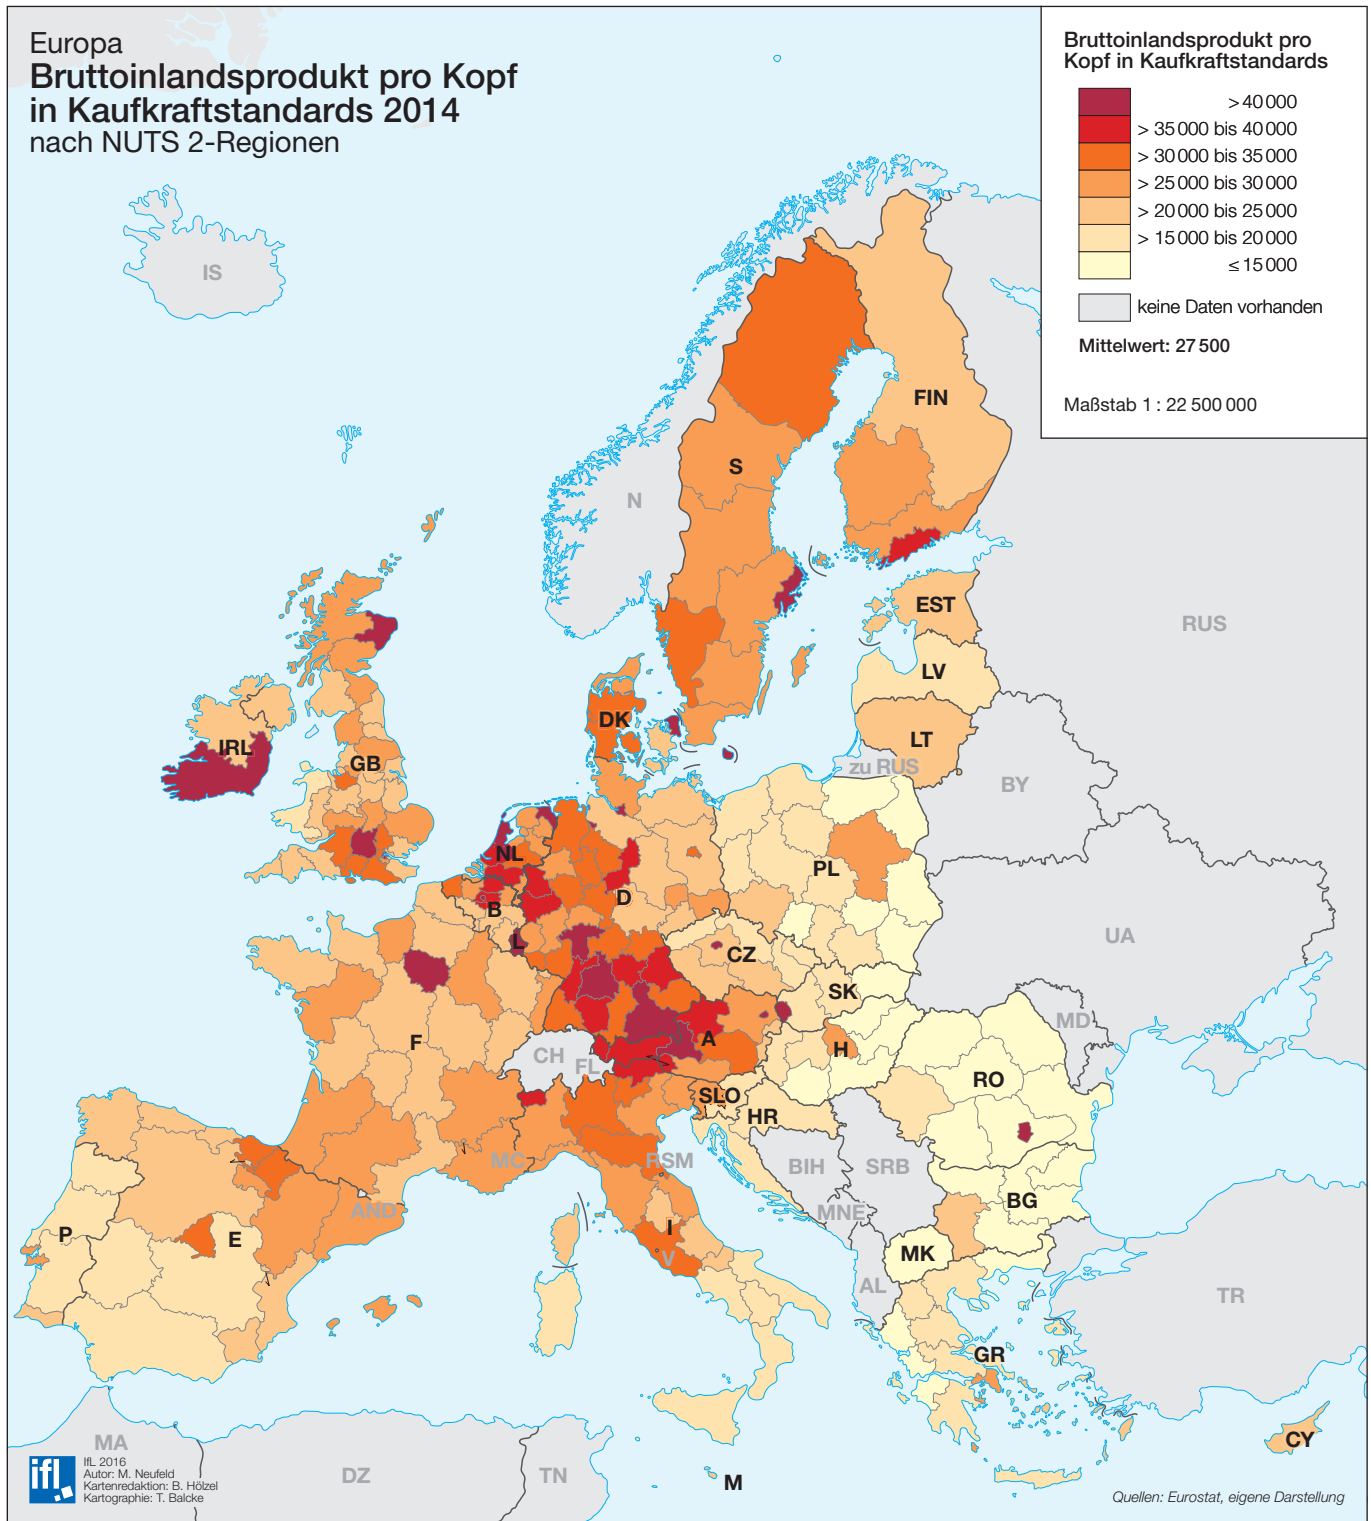 Europa
Bruttoinlandsprodukt pro Kopf
in Kaufkraftstandards 2014
nach NUTS 2-Regionen
Bruttoinlandsprodukt pro
Kopf in Kaufkraftstandards
> 40 000
> 35 000 bis 40 000
> 30 000 bis 35 000
> 25 000 bis 30 000
> 20 000 bis 25 000
> 15 000 bis 20 000
≤ 15 000
keine Daten vorhanden
Mittelwert: 27 500
Maßstab 1 : 22 500 000
IS
FIN
S
N
EST
RUS
LV
DK
LT
IRL
GB
zu RUS
BY
NL
PL
D
B
UA
L
CZ
SK
MD
F
A
H
CH
FL
RO
SLO
HR
MC
RSM
BIH
SRB
BG
AND
MNE
P
E
I
V
MK
AL
TR
GR
CY
MA
DZ
TN
M
ifl
IfL 2016
Autor: M. Neufeld
Kartenredaktion: B. Hölzel
Kartographie: T. Balcke
Quellen: Eurostat, eigene Darstellung